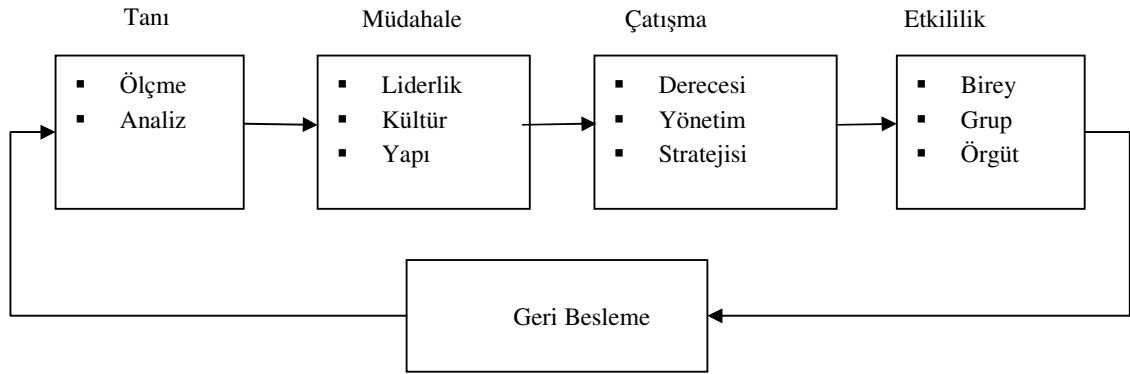 Tanı
Müdahale
Çatışma
Etkililik
▪ Ölçme
▪ Analiz
▪ Liderlik
▪ Kültür
▪ Yapı
▪ Derecesi
▪ Yönetim
▪ Stratejisi
▪ Birey
▪ Grup
▪ Örgüt
Geri Besleme